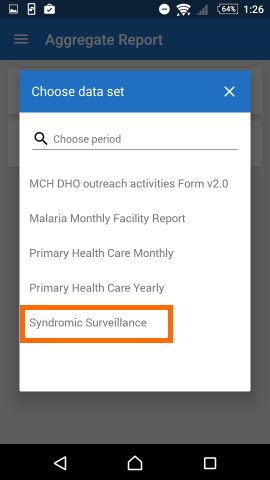 64% 1:26
Aggregate Report
Choose data set
Choose period
MCH DHO outreach activities Form v2.0
Malaria Monthly Facility Report
Primary Health Care Monthly
Primary Health Care Yearly
Syndromic Surveillance